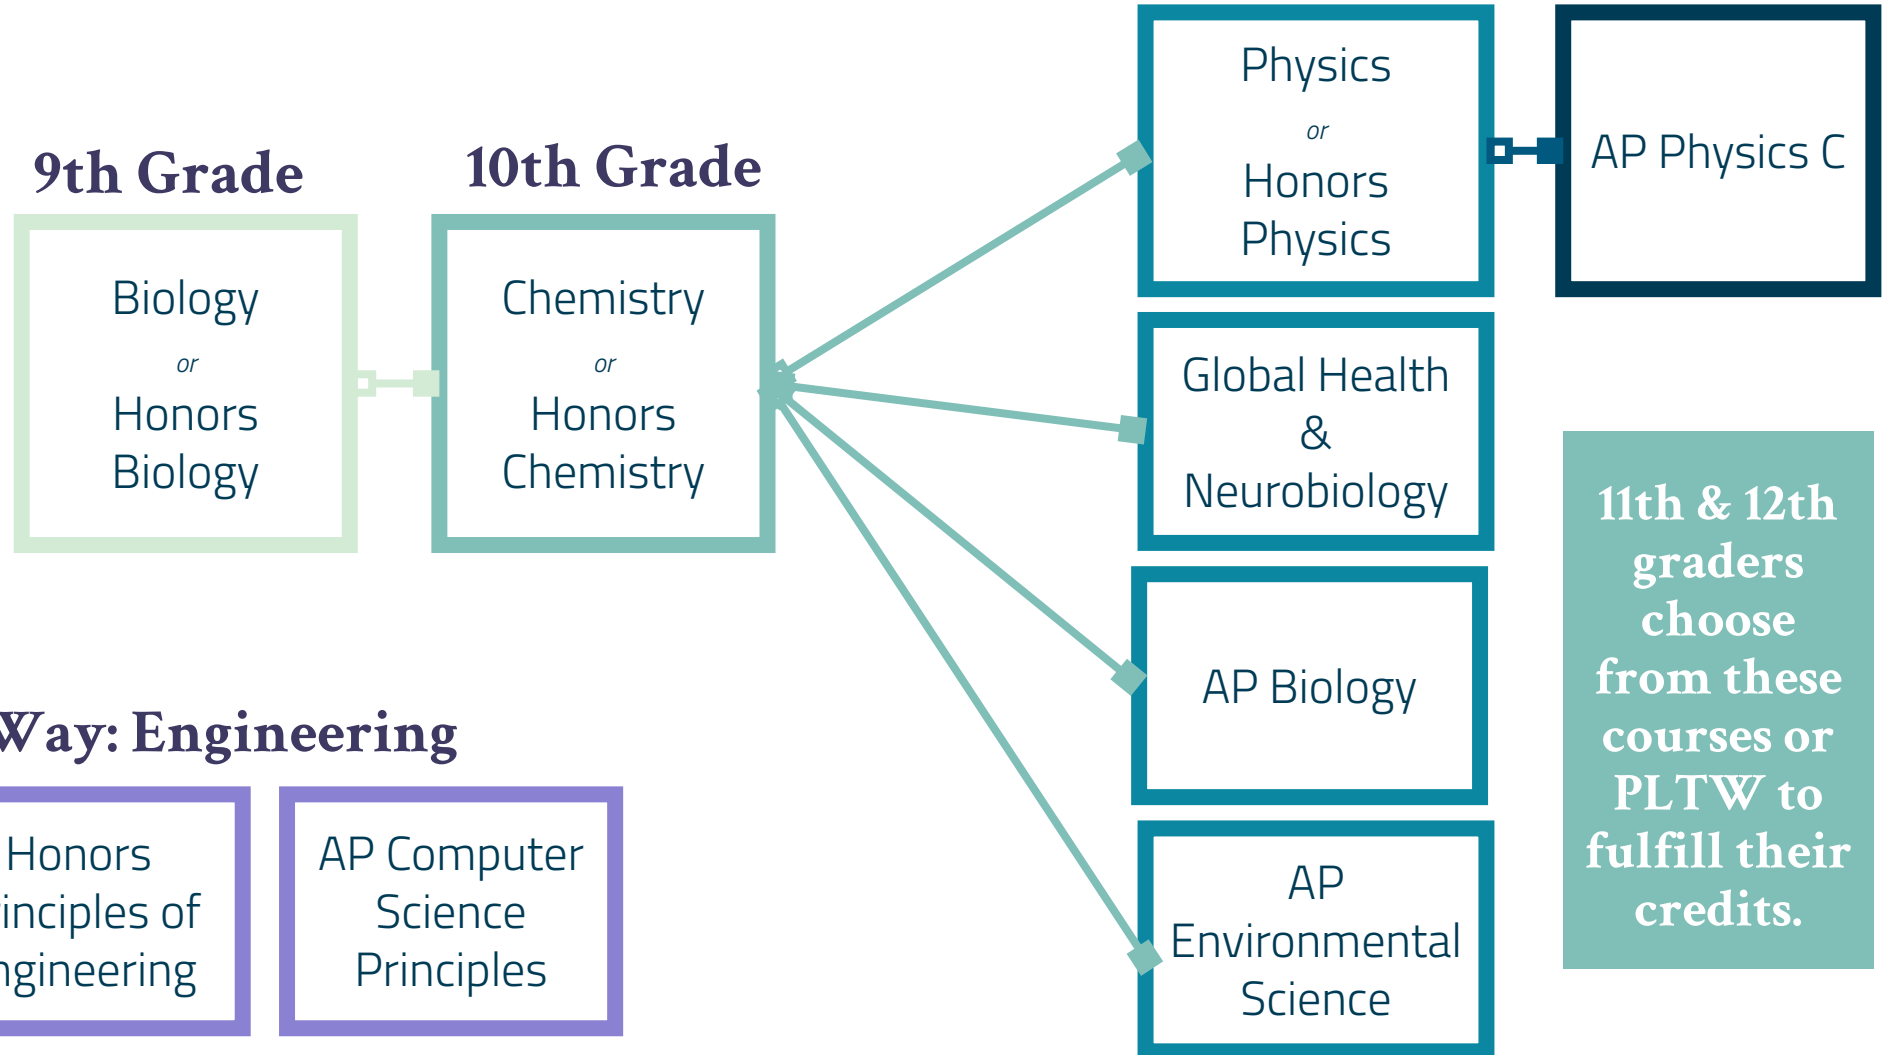 9th Grade
Biology
or
Honors
Biology
10th Grade
Chemistry
or
Honors
Chemistry
Physics
or
Honors
Physics
AP Physics C
Global Health
&
Neurobiology
AP Biology
AP
Environmental
Science
11th & 12th
graders
choose
from these
courses or
PLTW to
fulfill their
credits.
Way: Engineering
Honors
inciples of
ngineering
AP Computer
Science
Principles